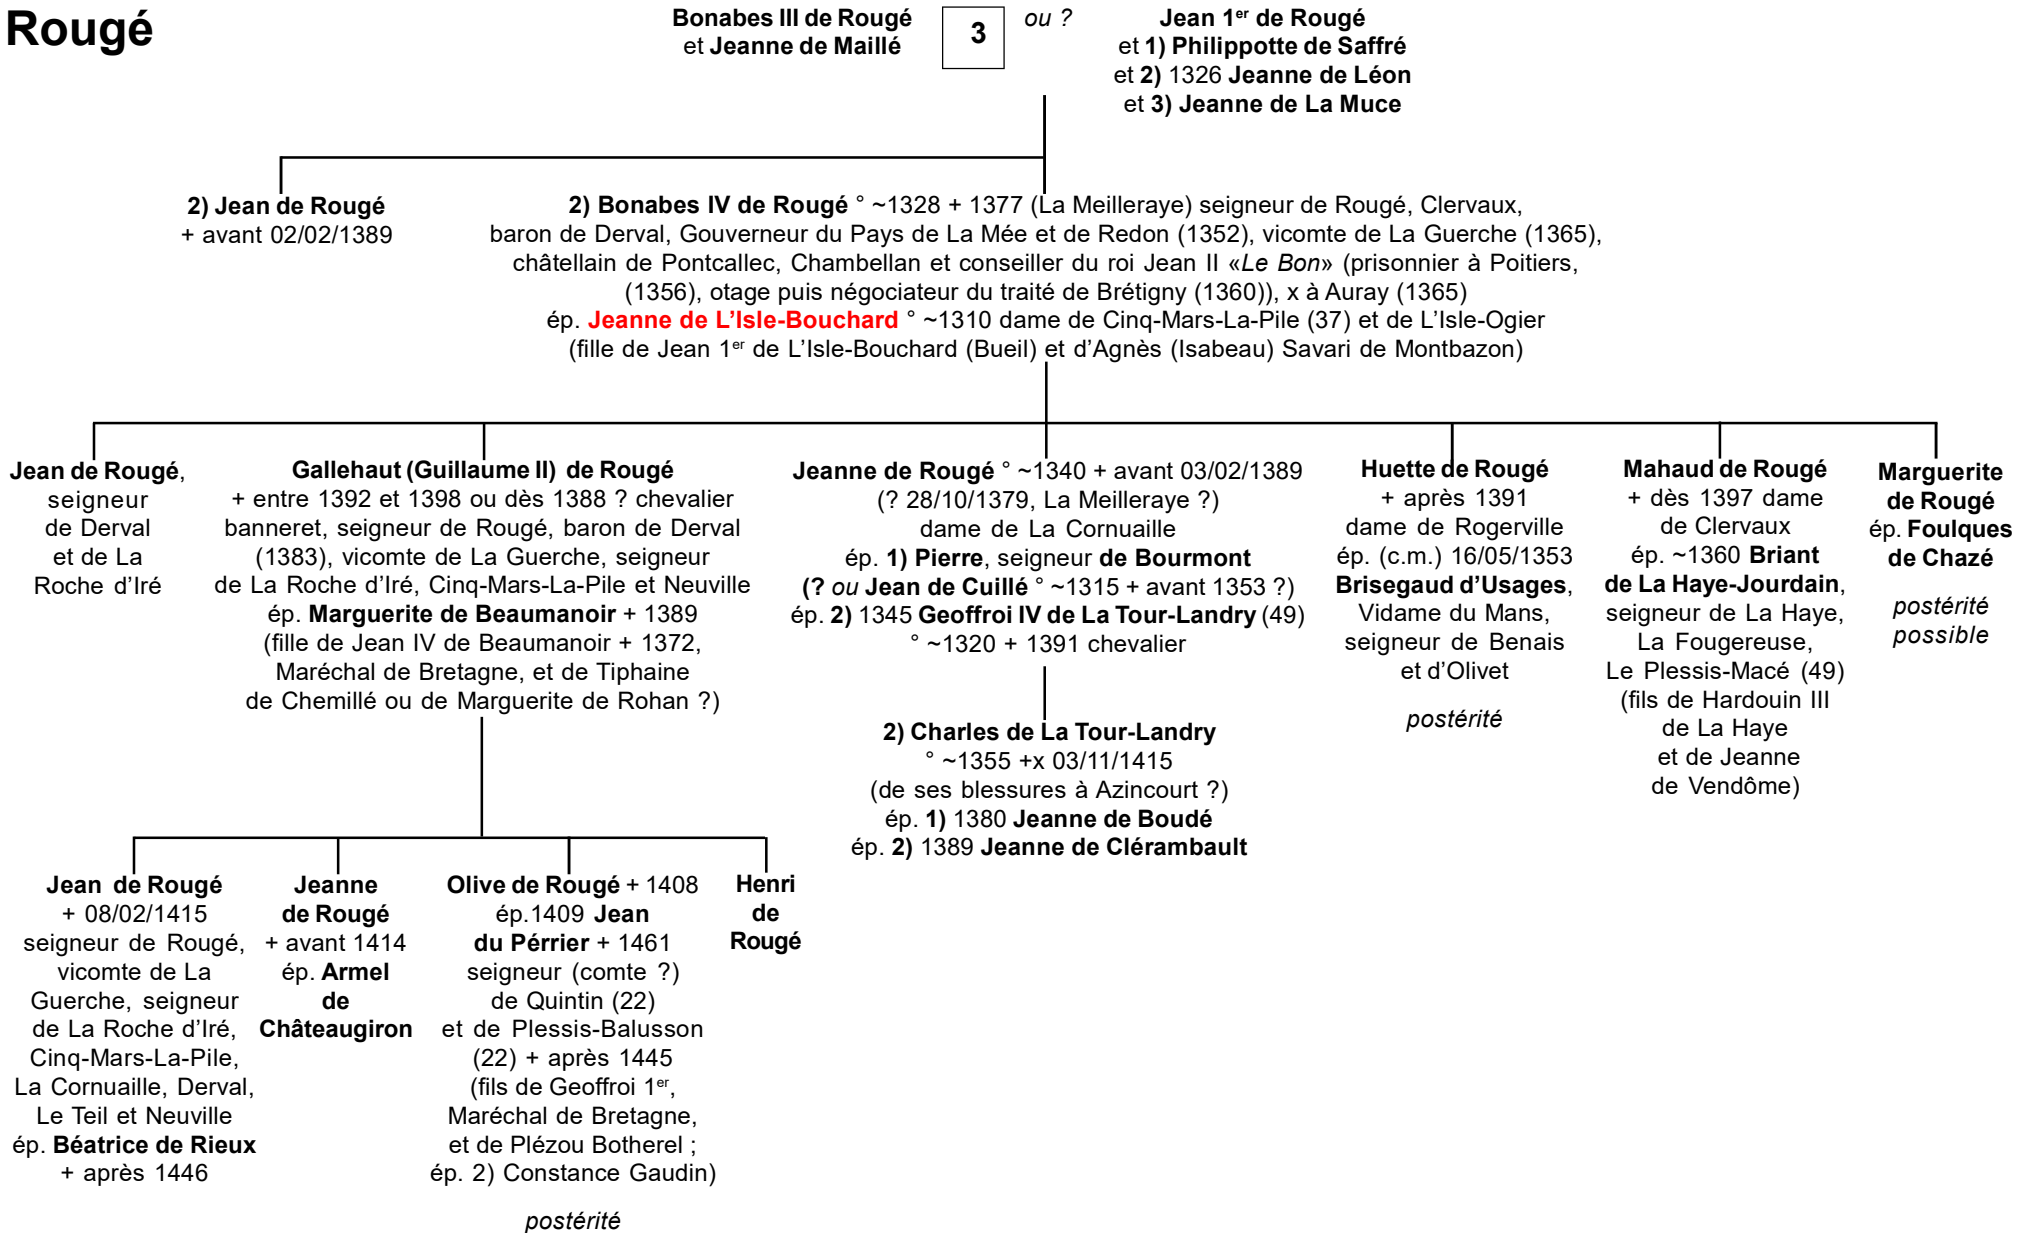 Rougé
Bonabes III de Rougé
et Jeanne de Maillé
3
ou ?
Jean 1er de Rougé
et 1) Philippotte de Saffré
et 2) 1326 Jeanne de Léon
et 3) Jeanne de La Muce
2) Jean de Rougé
+ avant 02/02/1389
2) Bonabes IV de Rougé ° ~1328 + 1377 (La Meilleraye) seigneur de Rougé, Clervaux,
baron de Derval, Gouverneur du Pays de La Mée et de Redon (1352), vicomte de La Guerche (1365),
châtellain de Pontcallec, Chambellan et conseiller du roi Jean II «Le Bon» (prisonnier à Poitiers,
(1356), otage puis négociateur du traité de Brétigny (1360)), x à Auray (1365)
ép. Jeanne de L’Isle-Bouchard ° ~1310 dame de Cinq-Mars-La-Pile (37) et de L’Isle-Ogier
(fille de Jean 1er de L’Isle-Bouchard (Bueil) et d’Agnès (Isabeau) Savari de Montbazon)
Jean de Rougé,
seigneur
de Derval
et de La
Roche d’Iré
Gallehaut (Guillaume II) de Rougé
+ entre 1392 et 1398 ou dès 1388 ? chevalier
banneret, seigneur de Rougé, baron de Derval
(1383), vicomte de La Guerche, seigneur
de La Roche d’Iré, Cinq-Mars-La-Pile et Neuville
ép. Marguerite de Beaumanoir + 1389
(fille de Jean IV de Beaumanoir + 1372,
Maréchal de Bretagne, et de Tiphaine
de Chemillé ou de Marguerite de Rohan ?)
Jeanne de Rougé ° ~1340 + avant 03/02/1389
(? 28/10/1379, La Meilleraye ?)
dame de La Cornuaille
ép. 1) Pierre, seigneur de Bourmont
(? ou Jean de Cuillé ° ~1315 + avant 1353 ?)
ép. 2) 1345 Geoffroi IV de La Tour-Landry (49)
° ~1320 + 1391 chevalier
Huette de Rougé
+ après 1391
dame de Rogerville
ép. (c.m.) 16/05/1353
Brisegaud d’Usages,
Vidame du Mans,
seigneur de Benais
et d’Olivet
postérité
Mahaud de Rougé
+ dès 1397 dame
de Clervaux
ép. ~1360 Briant
de La Haye-Jourdain,
seigneur de La Haye,
La Fougereuse,
Le Plessis-Macé (49)
(fils de Hardouin III
de La Haye
et de Jeanne
de Vendôme)
Marguerite
de Rougé
ép. Foulques
de Chazé
postérité
possible
2) Charles de La Tour-Landry
° ~1355 +x 03/11/1415
(de ses blessures à Azincourt ?)
ép. 1) 1380 Jeanne de Boudé
ép. 2) 1389 Jeanne de Clérambault
Jean de Rougé
+ 08/02/1415
seigneur de Rougé,
vicomte de La
Guerche, seigneur
de La Roche d’Iré,
Cinq-Mars-La-Pile,
La Cornuaille, Derval,
Le Teil et Neuville
ép. Béatrice de Rieux
+ après 1446
Jeanne
de Rougé
+ avant 1414
ép. Armel
de
Châteaugiron
Olive de Rougé + 1408
ép.1409 Jean
du Pérrier + 1461
seigneur (comte ?)
de Quintin (22)
et de Plessis-Balusson
(22) + après 1445
(fils de Geoffroi 1er,
Maréchal de Bretagne,
et de Plézou Botherel ;
ép. 2) Constance Gaudin)
postérité
Henri
de
Rougé